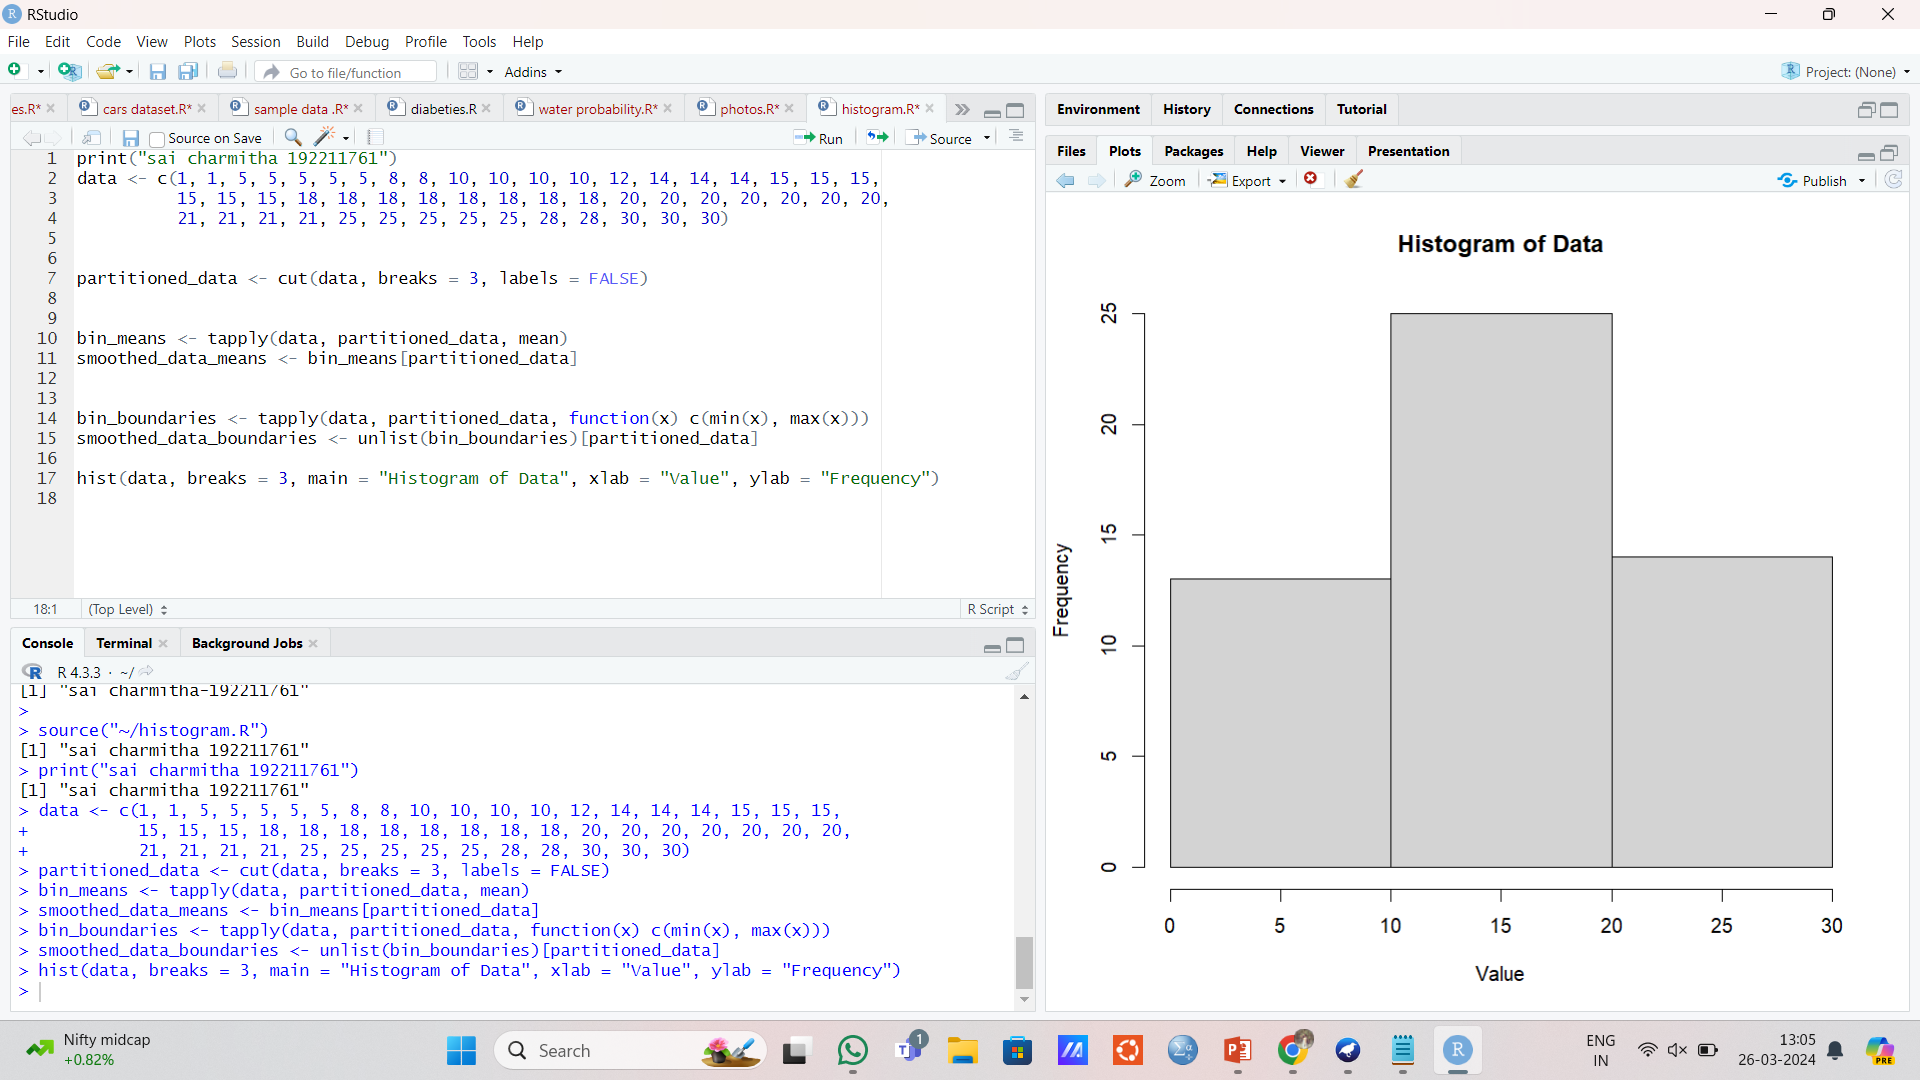 RStudio
File Edit Code View Plots Session Build Debug Profile Tools Help
Go to file/function Addins Project: (None)
es.R* cars dataset.R* sample data .R* diabeties.R water probability.R* photos.R* histogram.R*
Source on Save Run Source
1 print("sai charmitha 192211761")
2 data <- c(1, 1, 5, 5, 5, 5, 5, 8, 8, 10, 10, 10, 10, 12, 14, 14, 14, 15, 15, 15,
3 15, 15, 15, 18, 18, 18, 18, 18, 18, 18, 18, 20, 20, 20, 20, 20, 20, 20,
4 21, 21, 21, 21, 25, 25, 25, 25, 25, 28, 28, 30, 30, 30)
5
6
7 partitioned_data <- cut(data, breaks = 3, labels = FALSE)
8
9
10 bin_means <- tapply(data, partitioned_data, mean)
11 smoothed_data_means <- bin_means[partitioned_data]
12
13
14 bin_boundaries <- tapply(data, partitioned_data, function(x) c(min(x), max(x)))
15 smoothed_data_boundaries <- unlist(bin_boundaries)[partitioned_data]
16
17 hist(data, breaks = 3, main = "Histogram of Data", xlab = "Value", ylab = "Frequency")
18
18:1 (Top Level) R Script
Console Terminal Background Jobs
R 4.3.3 · ~/
[1] "sai charmitha-192211761"
>
> source("~/histogram.R")
[1] "sai charmitha 192211761"
> print("sai charmitha 192211761")
[1] "sai charmitha 192211761"
> data <- c(1, 1, 5, 5, 5, 5, 5, 8, 8, 10, 10, 10, 10, 12, 14, 14, 14, 15, 15, 15,
+ 15, 15, 15, 18, 18, 18, 18, 18, 18, 18, 18, 20, 20, 20, 20, 20, 20, 20,
+ 21, 21, 21, 21, 25, 25, 25, 25, 25, 28, 28, 30, 30, 30)
> partitioned_data <- cut(data, breaks = 3, labels = FALSE)
> bin_means <- tapply(data, partitioned_data, mean)
> smoothed_data_means <- bin_means[partitioned_data]
> bin_boundaries <- tapply(data, partitioned_data, function(x) c(min(x), max(x)))
> smoothed_data_boundaries <- unlist(bin_boundaries)[partitioned_data]
> hist(data, breaks = 3, main = "Histogram of Data", xlab = "Value", ylab = "Frequency")
>
Environment History Connections Tutorial
Files Plots Packages Help Viewer Presentation
Zoom Export Publish
Histogram of Data
25
20
15
10
5
0
Frequency
0 5 10 15 20 25 30
Value
Nifty midcap
+0.82%
Search
1
PRE
ENG
IN
13:05
26-03-2024